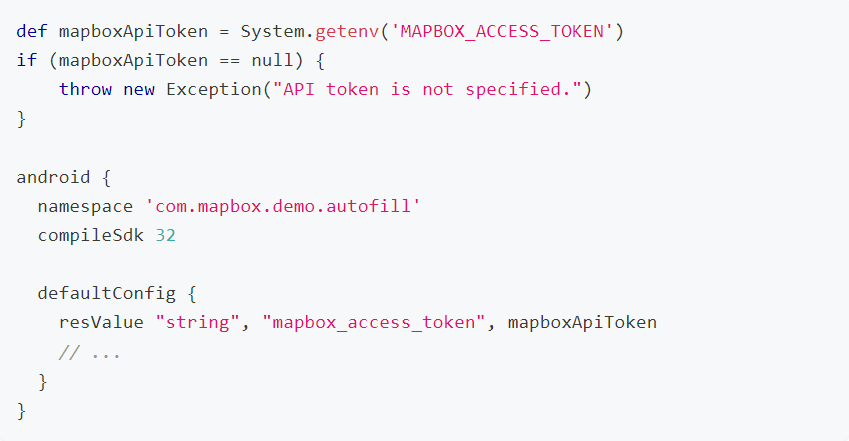 def mapboxApiToken = System.getenv('MAPBOX_ACCESS_TOKEN')
if (mapboxApiToken == null) {
    throw new Exception("API token is not specified.")
}

android {
  namespace 'com.mapbox.demo.autofill'
  compileSdk 32

  defaultConfig {
    resValue "string", "mapbox_access_token", mapboxApiToken
    // ...
  }
}